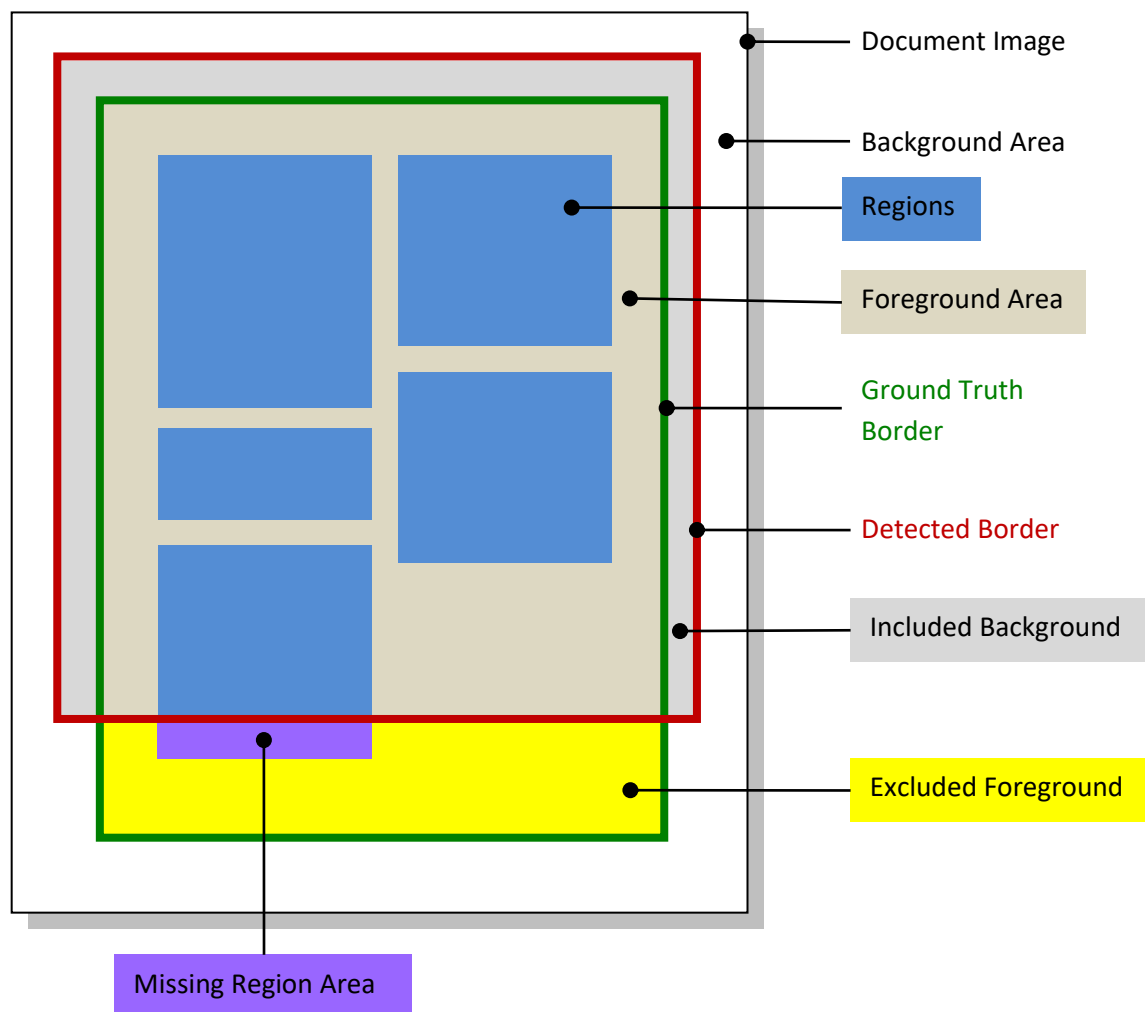 Document Image
Background Area
Regions
Foreground Area
Ground Truth
Border
Detected Border
Included Background
Excluded Foreground
Missing Region Area